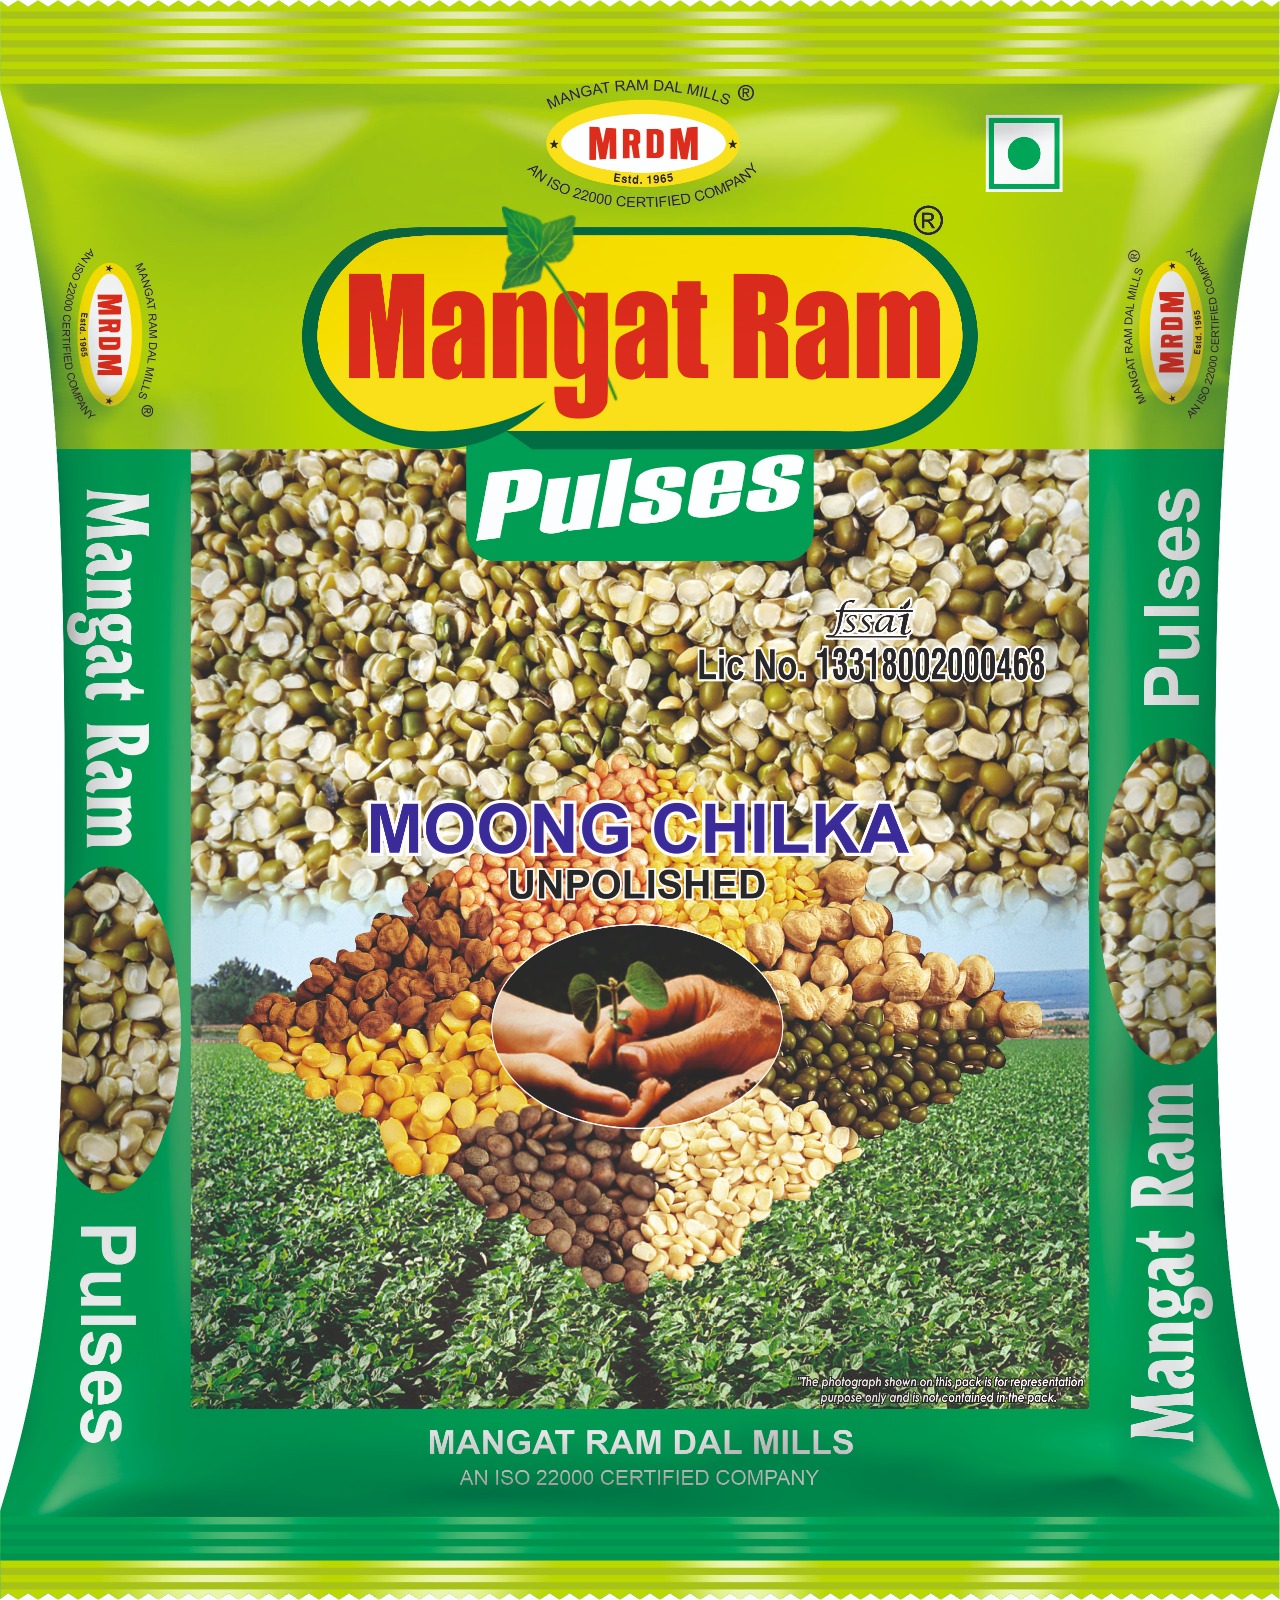 MANGAT RAM DAL MILLS ®
MRDM
Estd. 1965
AN ISO 22000 CERTIFIED COMPANY
®
Mangat Ram
Pulses
fssai
Lic No. 13318002000468
MOONG CHILKA
UNPOLISHED
"The photograph shown on this pack is for representation
purpose only and is not contained in the pack."
MANGAT RAM DAL MILLS
AN ISO 22000 CERTIFIED COMPANY
MANGAT RAM DAL MILLS ®
MRDM
Estd. 1965
AN ISO 22000 CERTIFIED COMPANY
Mangat Ram
Pulses
MANGAT RAM DAL MILLS ®
MRDM
Estd. 1965
AN ISO 22000 CERTIFIED COMPANY
Mangat Ram
Pulses